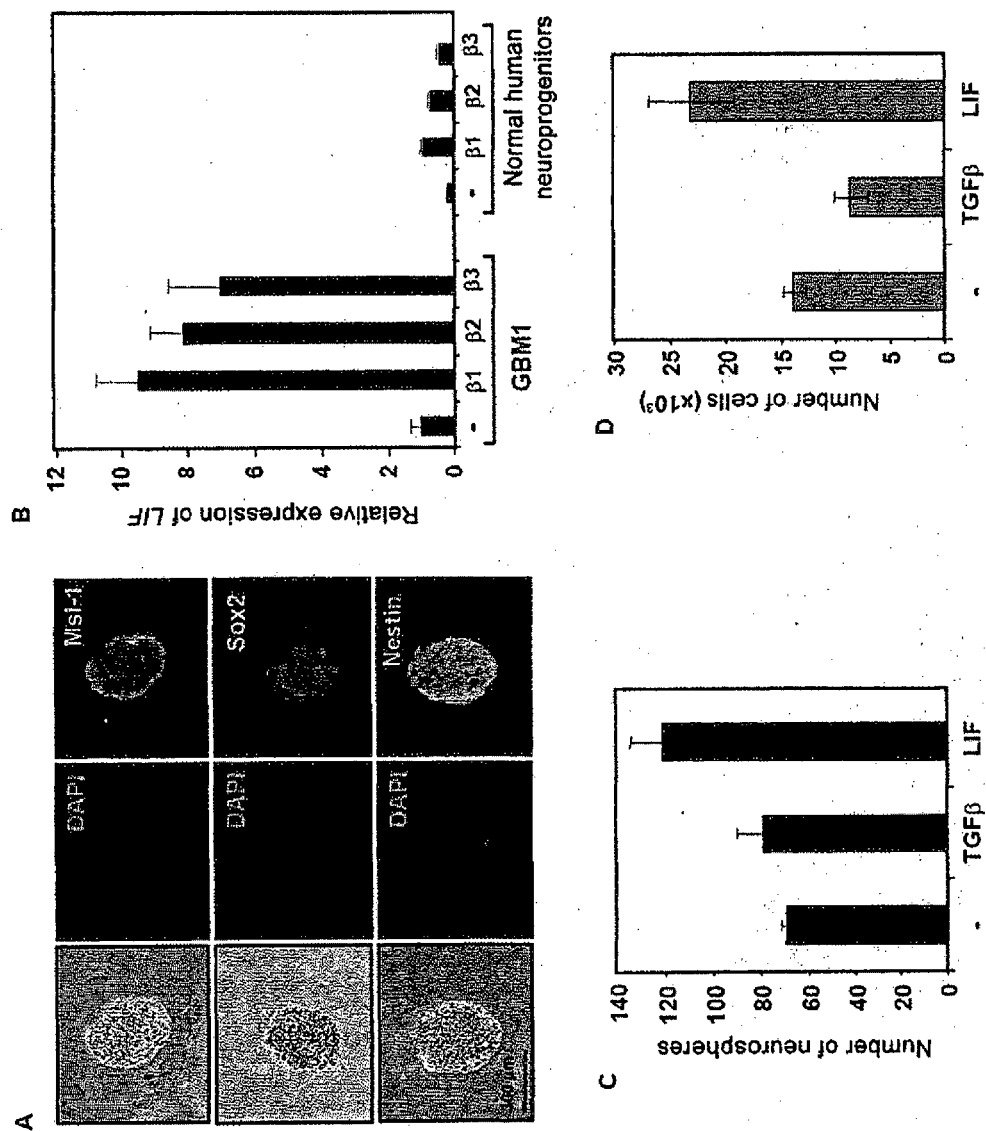 A
Msi-1
DAPI
Sox2
DAPI
Nestin
DAPI
B
Relative expression of LIF
12
10
8
6
4
2
0
- β1 β2 β3 - β1 β2 β3
GBM1
Normal human
neuroprogenitors
C
Number of neurospheres
140
120
100
80
60
40
20
0
- TGFβ LIF
D
Number of cells (x10³)
30
25
20
15
10
5
0
- TGFβ LIF